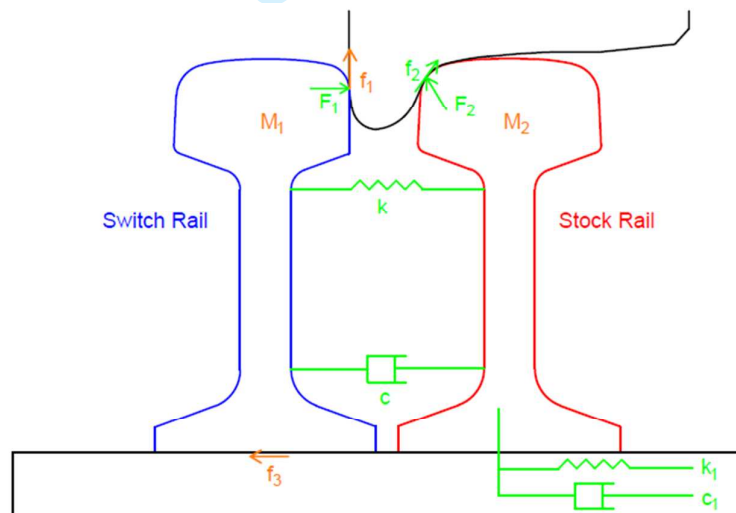 f₁
f₂
F₁
F₂
M₁
M₂
k
Switch Rail
Stock Rail
c
f₃
k₁
c₁